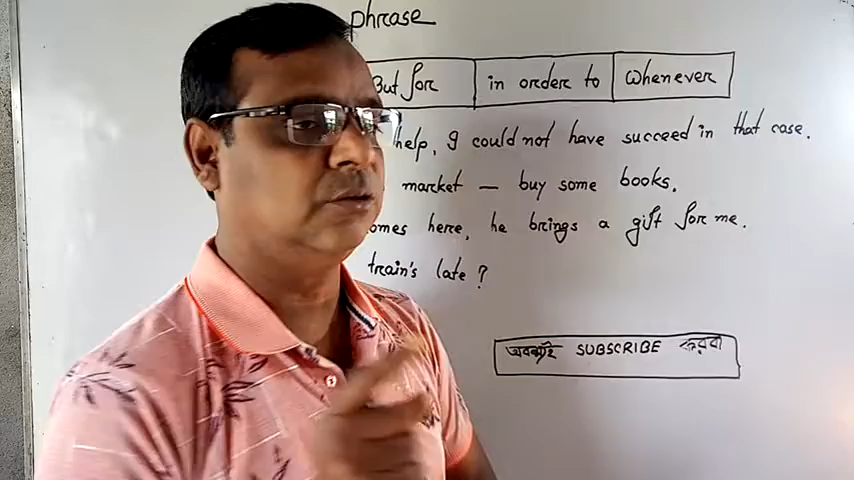 phrase
But for in order to Whenever
help, I could not have succeed in that case.
market — buy some books.
omes here, he brings a gift for me.
train's late ?
অবশ্যই SUBSCRIBE করবা